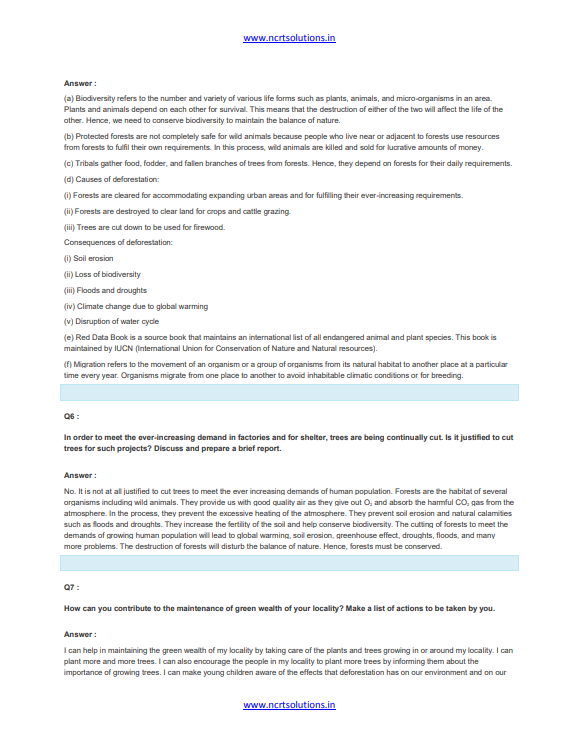 www.ncrtsolutions.in
Answer :
(a) Biodiversity refers to the number and variety of various life forms such as plants, animals, and micro-organisms in an area.
Plants and animals depend on each other for survival. This means that the destruction of either of the two will affect the life of the
other. Hence, we need to conserve biodiversity to maintain the balance of nature.
(b) Protected forests are not completely safe for wild animals because people who live near or adjacent to forests use resources
from forests to fulfil their own requirements. In this process, wild animals are killed and sold for lucrative amounts of money.
(c) Tribals gather food, fodder, and fallen branches of trees from forests. Hence, they depend on forests for their daily requirements.
(d) Causes of deforestation:
(i) Forests are cleared for accommodating expanding urban areas and for fulfilling their ever-increasing requirements.
(ii) Forests are destroyed to clear land for crops and cattle grazing.
(iii) Trees are cut down to be used for firewood.
Consequences of deforestation:
(i) Soil erosion
(ii) Loss of biodiversity
(iii) Floods and droughts
(iv) Climate change due to global warming
(v) Disruption of water cycle
(e) Red Data Book is a source book that maintains an international list of all endangered animal and plant species. This book is
maintained by IUCN (International Union for Conservation of Nature and Natural resources).
(f) Migration refers to the movement of an organism or a group of organisms from its natural habitat to another place at a particular
time every year. Organisms migrate from one place to another to avoid inhabitable climatic conditions or for breeding.
Q6 :
In order to meet the ever-increasing demand in factories and for shelter, trees are being continually cut. Is it justified to cut
trees for such projects? Discuss and prepare a brief report.
Answer :
No. It is not at all justified to cut trees to meet the ever increasing demands of human population. Forests are the habitat of several
organisms including wild animals. They provide us with good quality air as they give out O₂ and absorb the harmful CO₂ gas from the
atmosphere. In the process, they prevent the excessive heating of the atmosphere. They prevent soil erosion and natural calamities
such as floods and droughts. They increase the fertility of the soil and help conserve biodiversity. The cutting of forests to meet the
demands of growing human population will lead to global warming, soil erosion, greenhouse effect, droughts, floods, and many
more problems. The destruction of forests will disturb the balance of nature. Hence, forests must be conserved.
Q7 :
How can you contribute to the maintenance of green wealth of your locality? Make a list of actions to be taken by you.
Answer :
I can help in maintaining the green wealth of my locality by taking care of the plants and trees growing in or around my locality. I can
plant more and more trees. I can also encourage the people in my locality to plant more trees by informing them about the
importance of growing trees. I can make young children aware of the effects that deforestation has on our environment and on our
www.ncrtsolutions.in